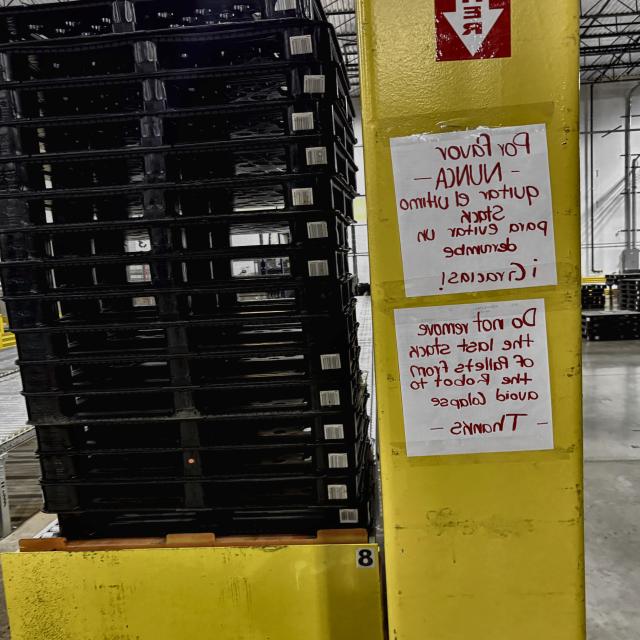 ER
Por favor
- NUNCA -
quitar el ultimo
Stack
para evitar un
derrumbe
¡Gracias!
Do not remove
the last stack
of Pallets from
the Robot to
avoid Colapse
- Thanks -
8